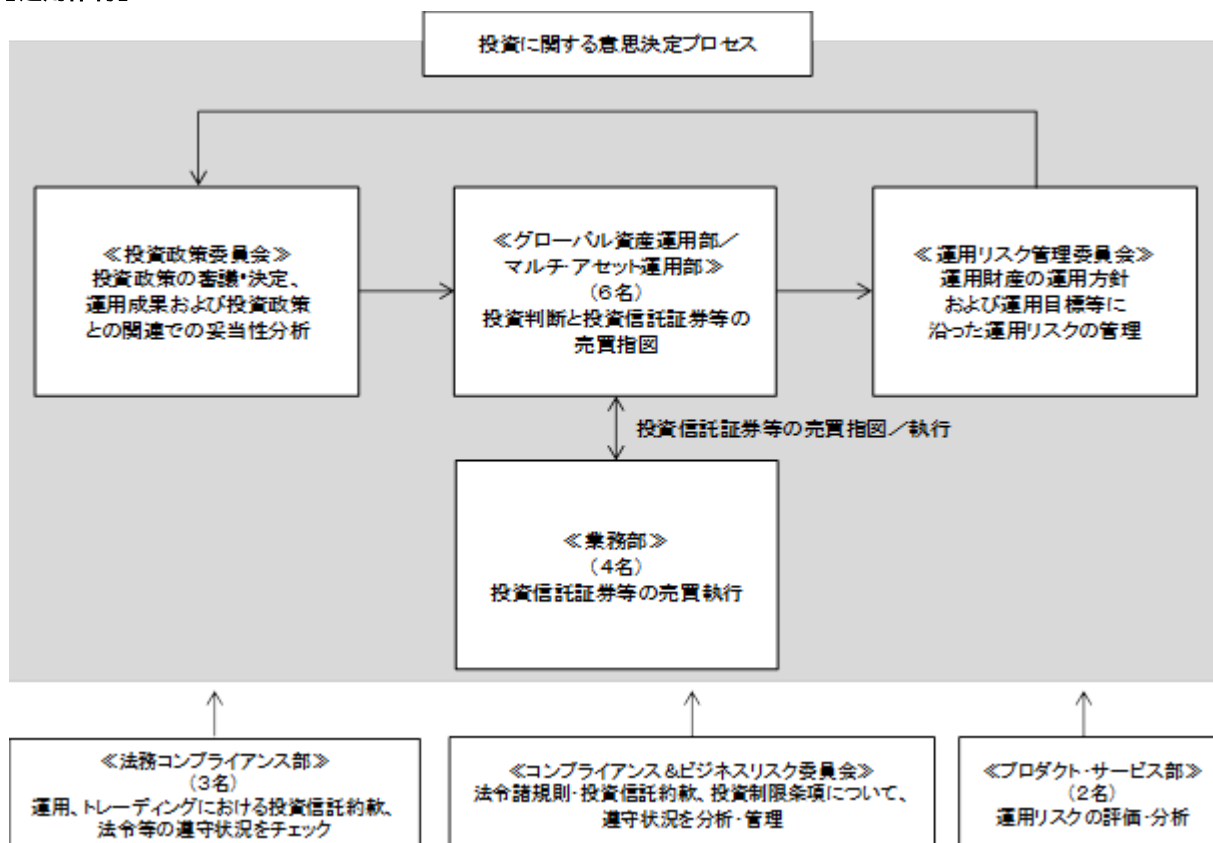 投資に関する意思決定プロセス
≪投資政策委員会≫
投資政策の審議・決定、
運用成果および投資政策
との関連での妥当性分析
≪グローバル資産運用部／
マルチ・アセット運用部≫
（6名）
投資判断と投資信託証券等の
売買指図
≪運用リスク管理委員会≫
運用財産の運用方針
および運用目標等に
沿った運用リスクの管理
投資信託証券等の売買指図／執行
≪業務部≫
（4名）
投資信託証券等の売買執行
≪法務コンプライアンス部≫
（3名）
運用、トレーディングにおける投資信託約款、
法令等の遵守状況をチェック
≪コンプライアンス＆ビジネスリスク委員会≫
法令諸規則・投資信託約款、投資制限条項について、
遵守状況を分析・管理
≪プロダクト・サービス部≫
（2名）
運用リスクの評価・分析